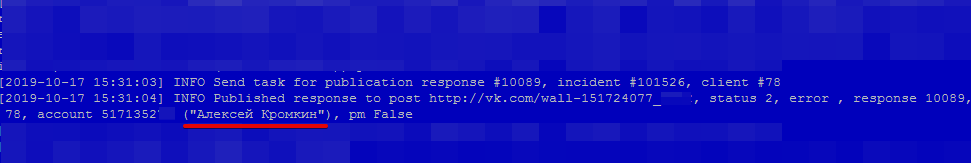 [2019-10-17 15:31:03] INFO Send task for publication response #10089, incident #101526, client #78
[2019-10-17 15:31:04] INFO Published response to post http://vk.com/wall-151724077_ , status 2, error , response 10089,
78, account 5171352 ("Алексей Кромкин"), pm False